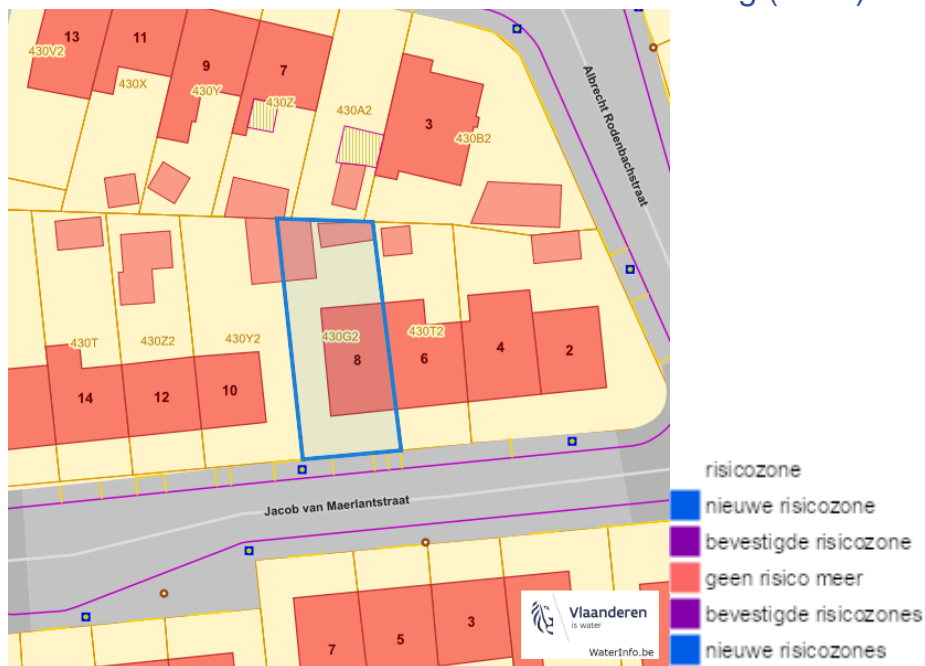 13
11
9
7
3
430V2
430X
430Y
430Z
430A2
430B2
Albrecht Rodenbachstraat
430T
430Z2
430Y2
430G2
430T2
14
12
10
8
6
4
2
Jacob van Maerlantstraat
7
5
3
Vlaanderen
is water
WaterInfo.be
risicozone
nieuwe risicozone
bevestigde risicozone
geen risico meer
bevestigde risicozones
nieuwe risicozones